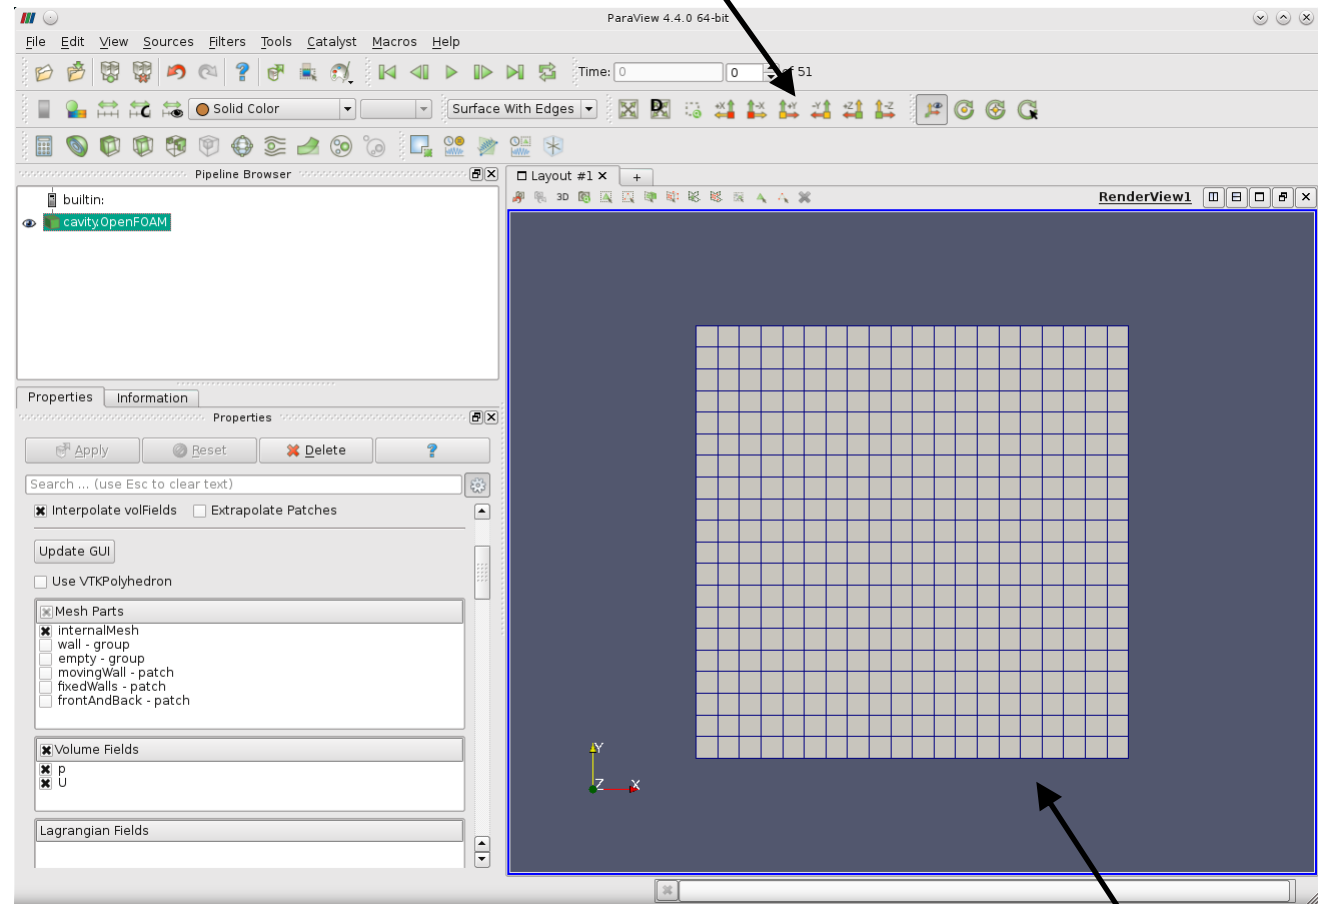 ParaView 4.4.0 64-bit
File Edit View Sources Filters Tools Catalyst Macros Help
Time: 0 0 of 51
Solid Color Surface With Edges D +X -X +Y -Y +Z -Z
Pipeline Browser
Layout #1 × +
3D RenderView1
builtin:
cavity.OpenFOAM
Properties Information
Properties
Apply Reset Delete ?
Search ... (use Esc to clear text)
Interpolate volFields Extrapolate Patches
Update GUI
Use VTKPolyhedron
Mesh Parts
internalMesh
wall - group
empty - group
movingWall - patch
fixedWalls - patch
frontAndBack - patch
Volume Fields
p
U
Lagrangian Fields
Y
Z X